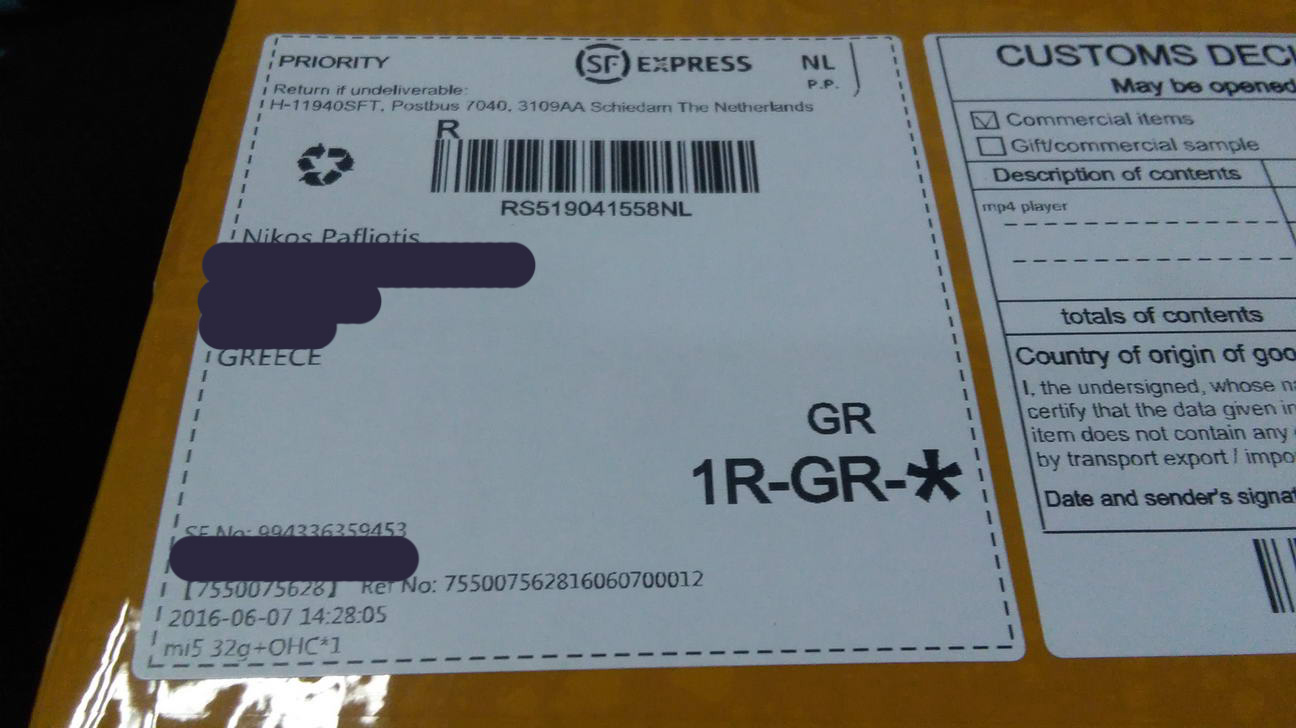 PRIORITY
SF EXPRESS
NL
P.P.
Return if undeliverable:
H-11940SFT, Postbus 7040, 3109AA Schiedam The Netherlands
R
RS519041558NL
Nikos Pafliotis
GREECE
GR
1R-GR-*
SF No: 994336359453
【7550075628】 Ref No: 755007562816060700012
2016-06-07 14:28:05
mi5 32g+OHC*1
CUSTOMS DECL
May be opened
Commercial items
Gift/commercial sample
Description of contents
mp4 player
totals of contents
Country of origin of goo
I, the undersigned, whose na
certify that the data given in
item does not contain any
by transport export / impo
Date and sender's signat